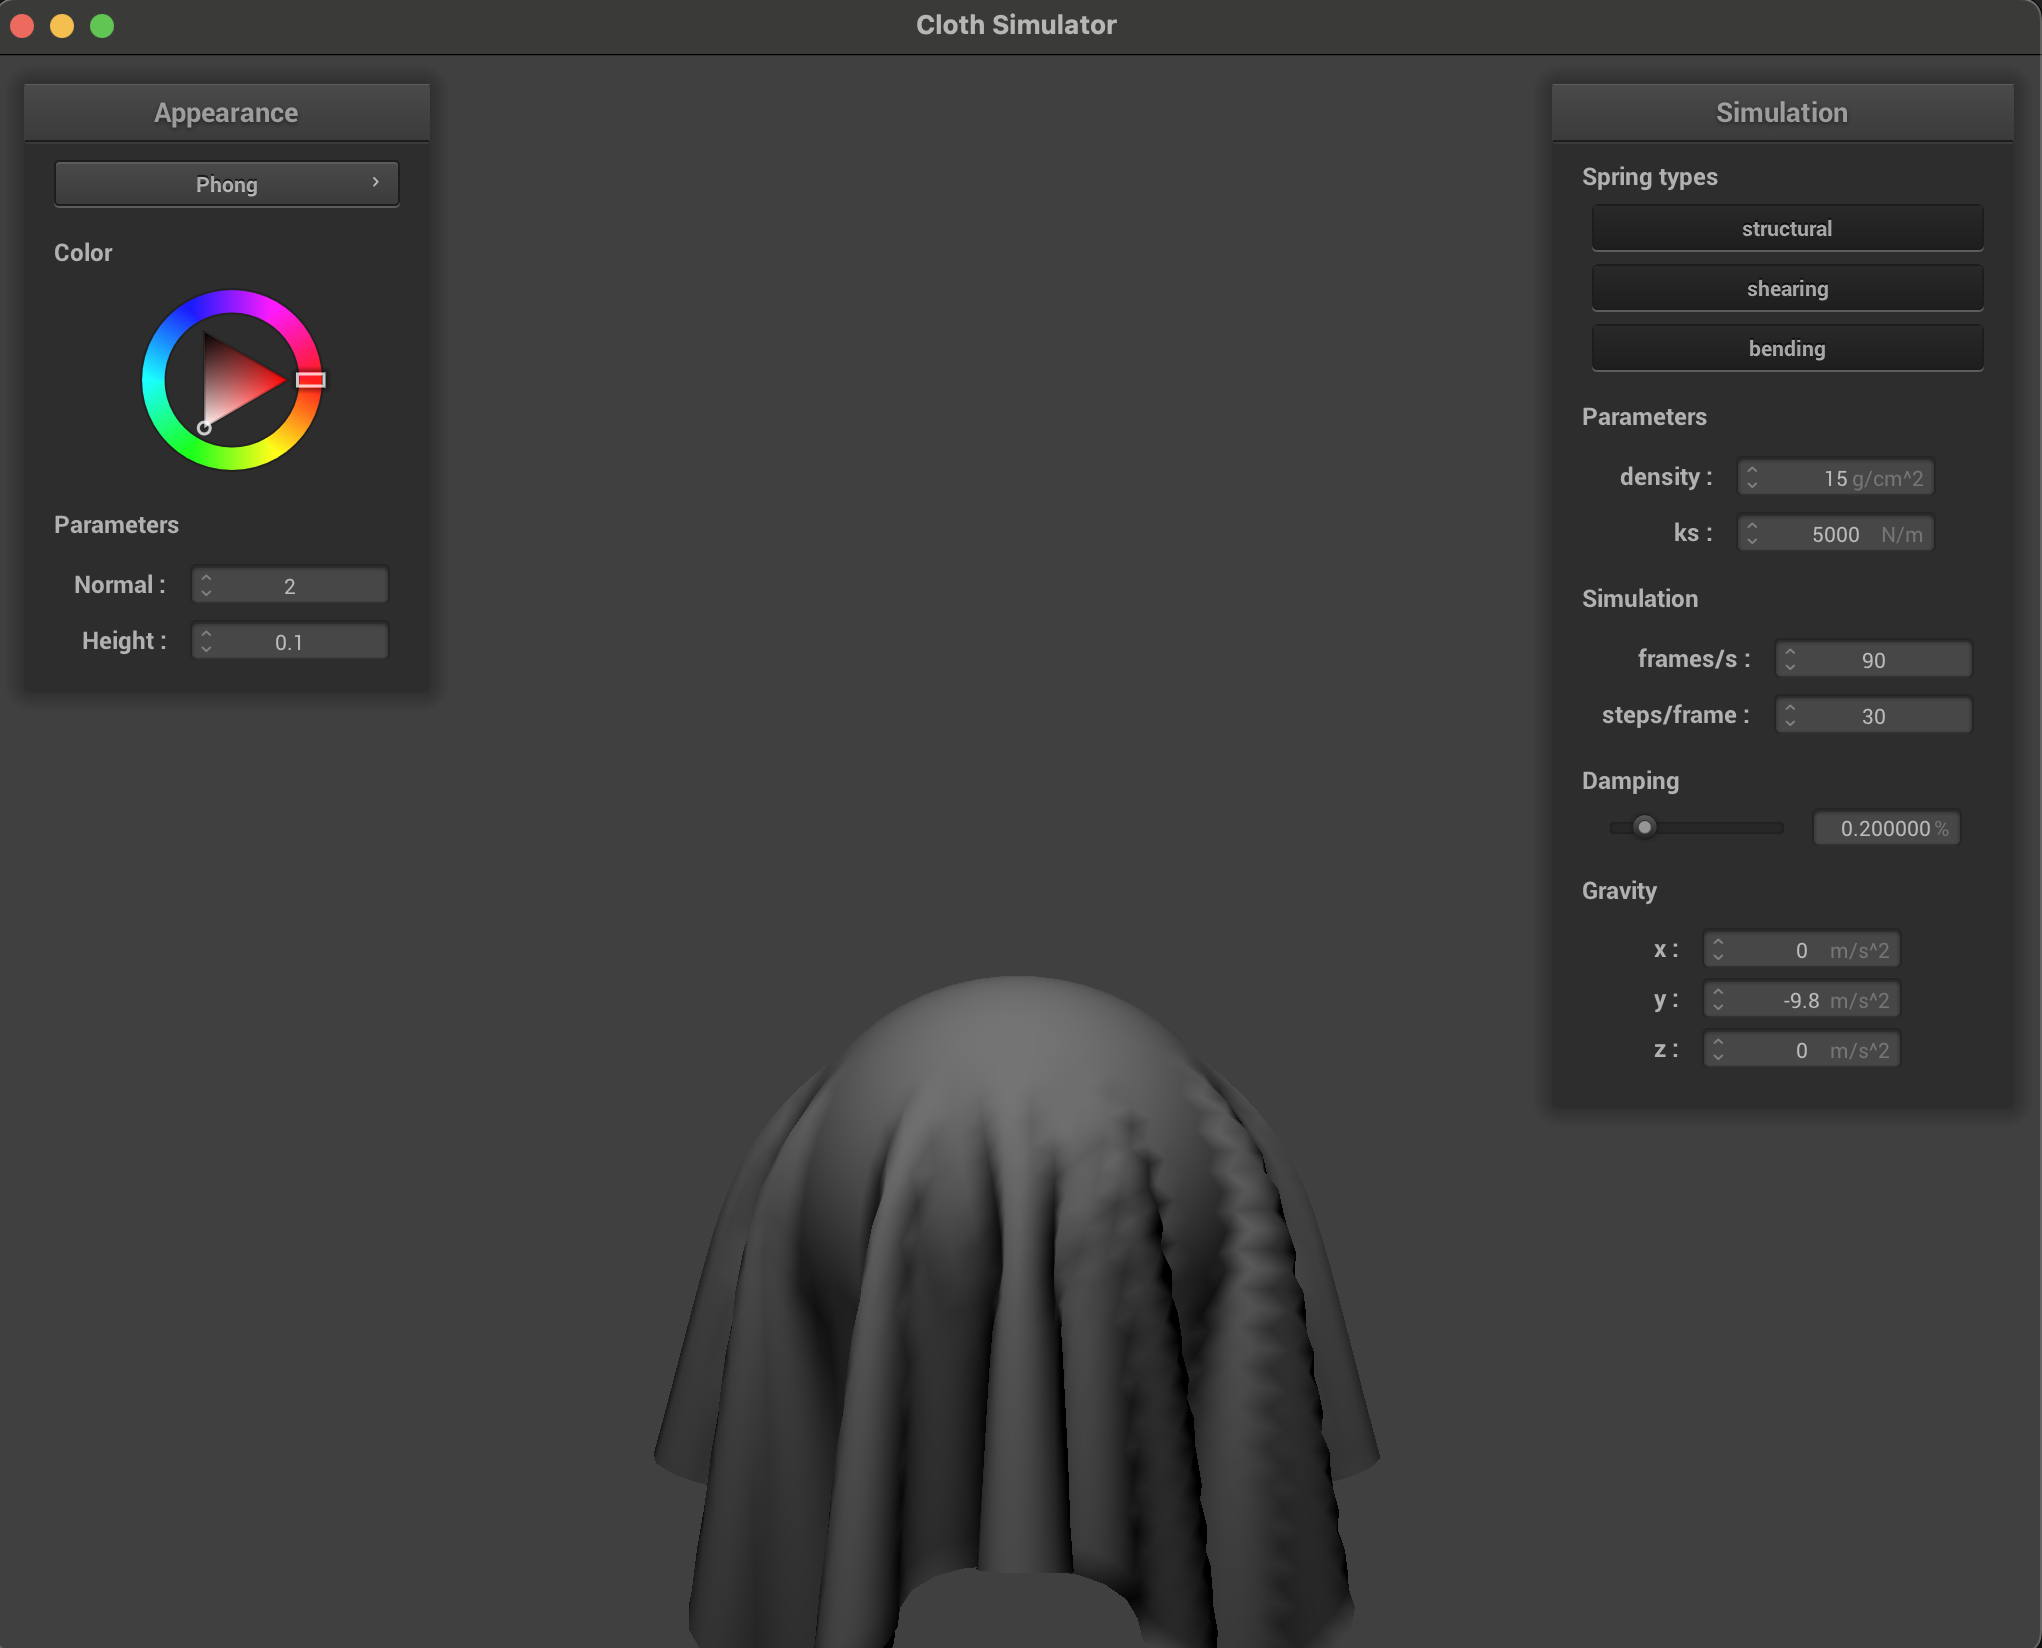 Cloth Simulator
Appearance
Phong
Color
Parameters
Normal : 2
Height : 0.1
Simulation
Spring types
structural
shearing
bending
Parameters
density : 15 g/cm^2
ks : 5000 N/m
Simulation
frames/s : 90
steps/frame : 30
Damping
0.200000 %
Gravity
x : 0 m/s^2
y : -9.8 m/s^2
z : 0 m/s^2